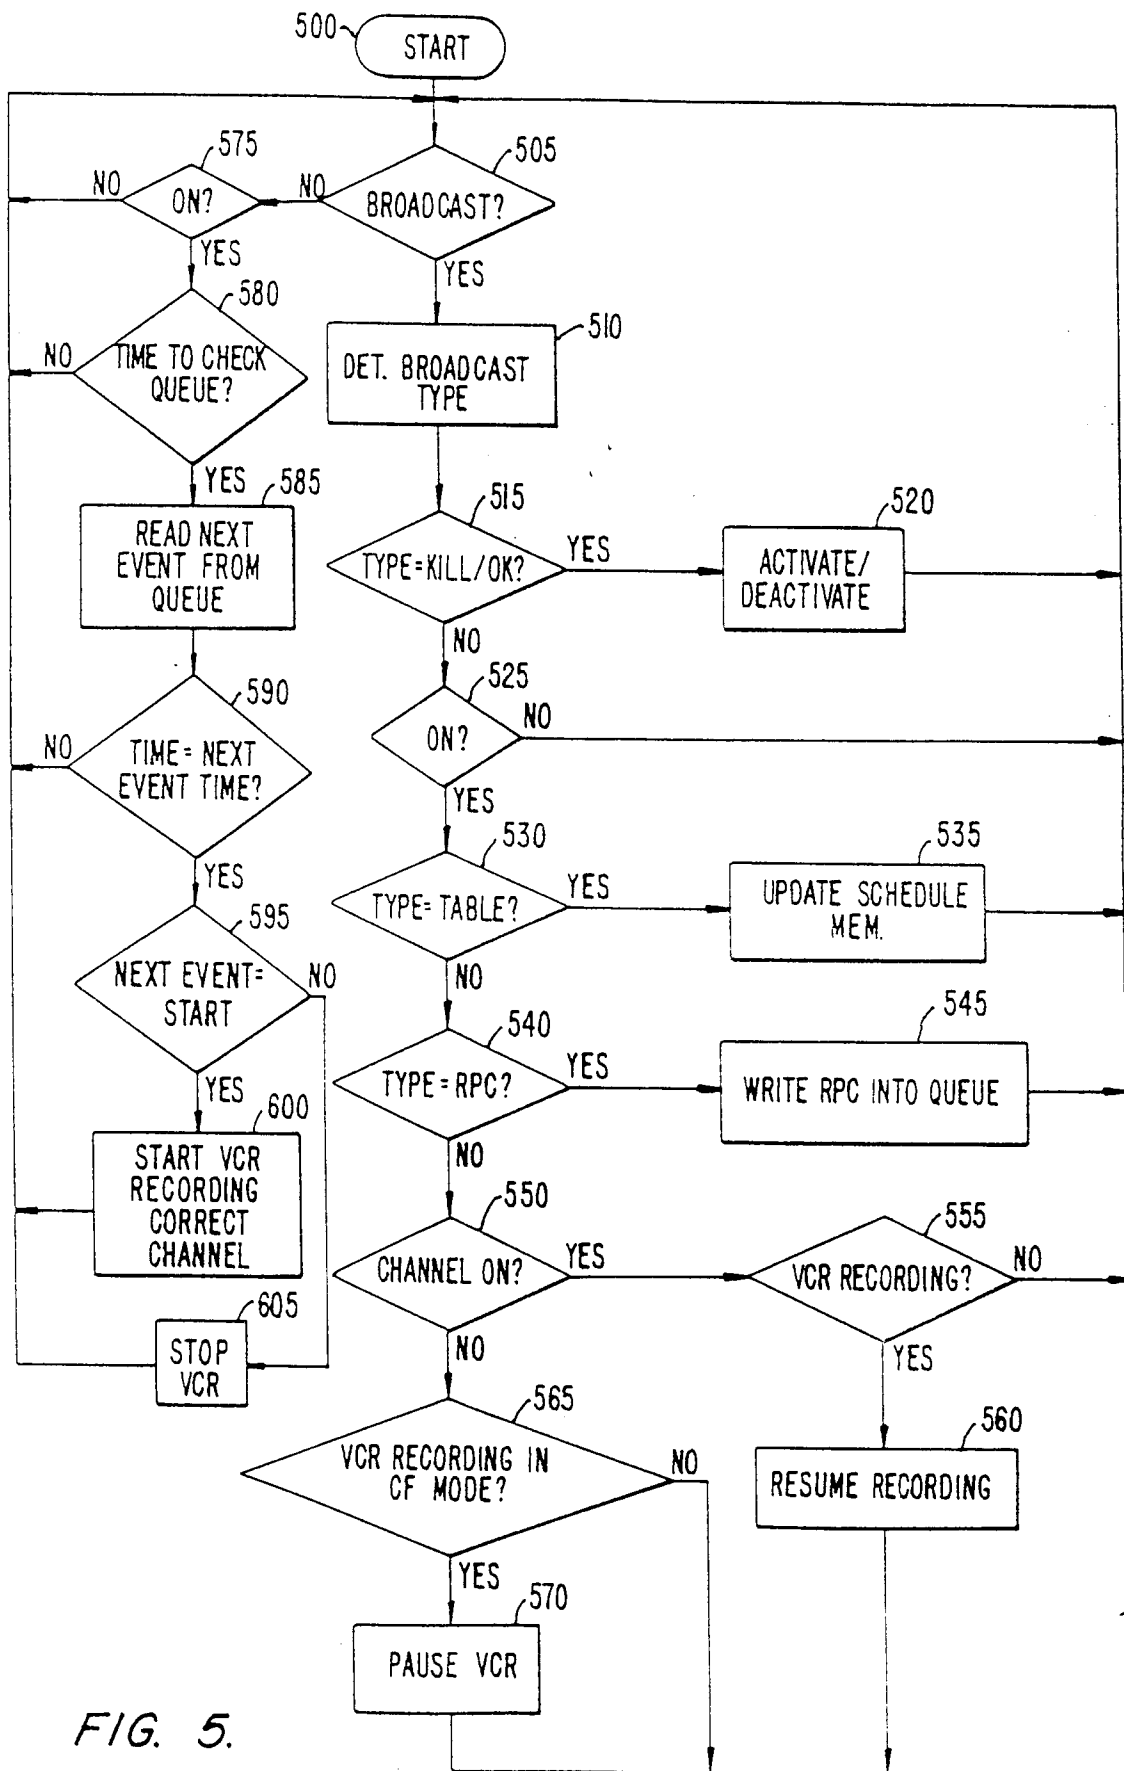 500
START
575
505
NO
ON?
NO
BROADCAST?
YES
YES
580
510
NO
TIME TO CHECK
QUEUE?
DET. BROADCAST
TYPE
YES
585
515
520
READ NEXT
EVENT FROM
QUEUE
TYPE=KILL/OK?
YES
ACTIVATE/
DEACTIVATE
NO
590
525
NO
TIME=NEXT
EVENT TIME?
ON?
NO
YES
530
535
YES
TYPE=TABLE?
YES
UPDATE SCHEDULE
MEM.
595
NEXT EVENT=
START
NO
NO
540
545
YES
TYPE=RPC?
YES
WRITE RPC INTO QUEUE
600
START VCR
RECORDING
CORRECT
CHANNEL
NO
550
555
CHANNEL ON?
YES
VCR RECORDING?
NO
605
STOP
VCR
NO
YES
565
560
VCR RECORDING IN
CF MODE?
NO
RESUME RECORDING
YES
570
PAUSE VCR
FIG. 5.